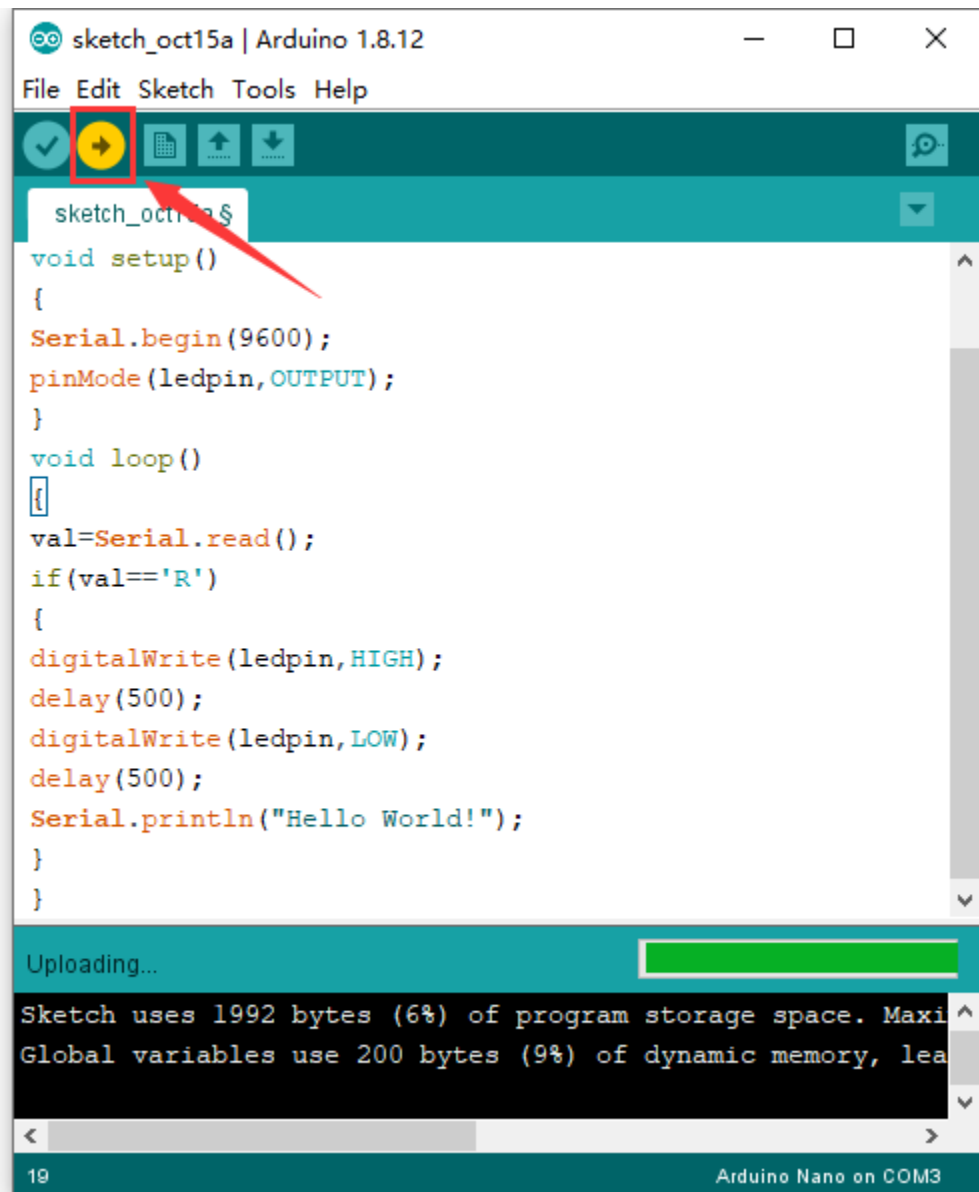 sketch_oct15a | Arduino 1.8.12
File Edit Sketch Tools Help
sketch_oct15a §
void setup()
{
Serial.begin(9600);
pinMode(ledpin,OUTPUT);
}
void loop()
{
val=Serial.read();
if(val=='R')
{
digitalWrite(ledpin,HIGH);
delay(500);
digitalWrite(ledpin,LOW);
delay(500);
Serial.println("Hello World!");
}
}
Uploading...
Sketch uses 1992 bytes (6%) of program storage space. Maxi
Global variables use 200 bytes (9%) of dynamic memory, lea
19 Arduino Nano on COM3